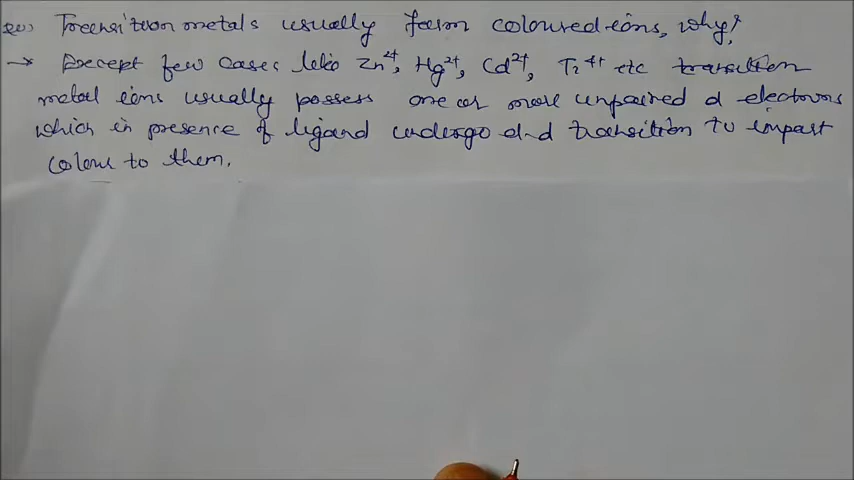 Transition metals usually form coloured ions, why?
→ Except few cases like Zn²⁺, Hg²⁺, Cd²⁺, Ti⁴⁺ etc transition
metal ions usually possess one or more unpaired d electrons
which in presence of ligand undergo d-d transition to impart
colour to them.